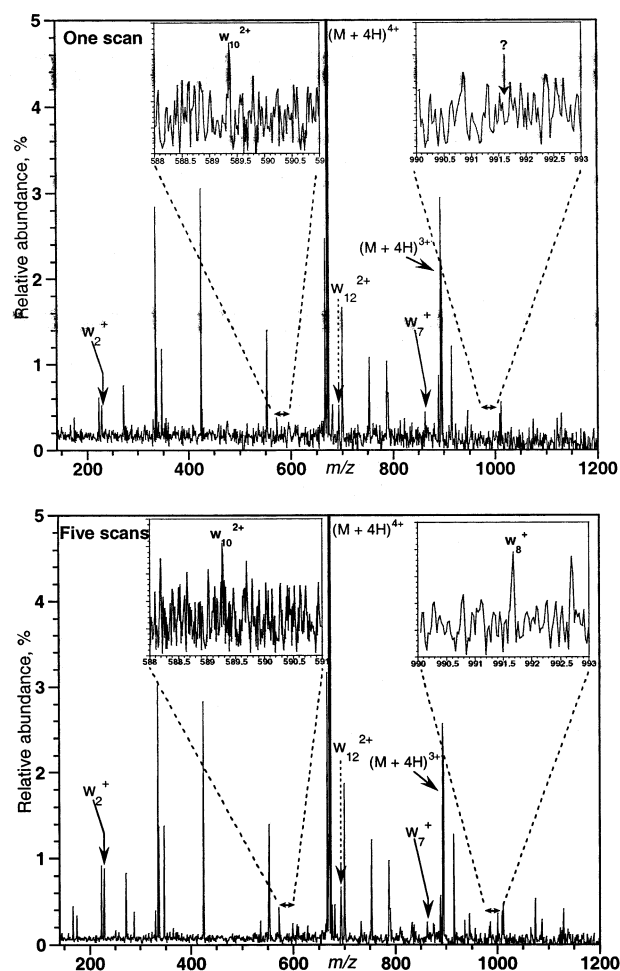 One scan
w10 2+
(M + 4H)4+
?
5
4
3
2
1
0
Relative abundance, %
588 588.5 589 589.5 590 590.5 59
990 990.5 991 991.5 992 992.5 993
(M + 4H)3+
w12 2+
w7+
w2+
200 400 600 800 1000 1200
m/z
Five scans
w10 2+
(M + 4H)4+
w8+
5
4
3
2
1
0
Relative abundance, %
588 588.5 589 589.5 590 590.5 591
990 990.5 991 991.5 992 992.5 993
w12 2+
(M + 4H)3+
w2+
w7+
200 400 600 800 1000 1200
m/z